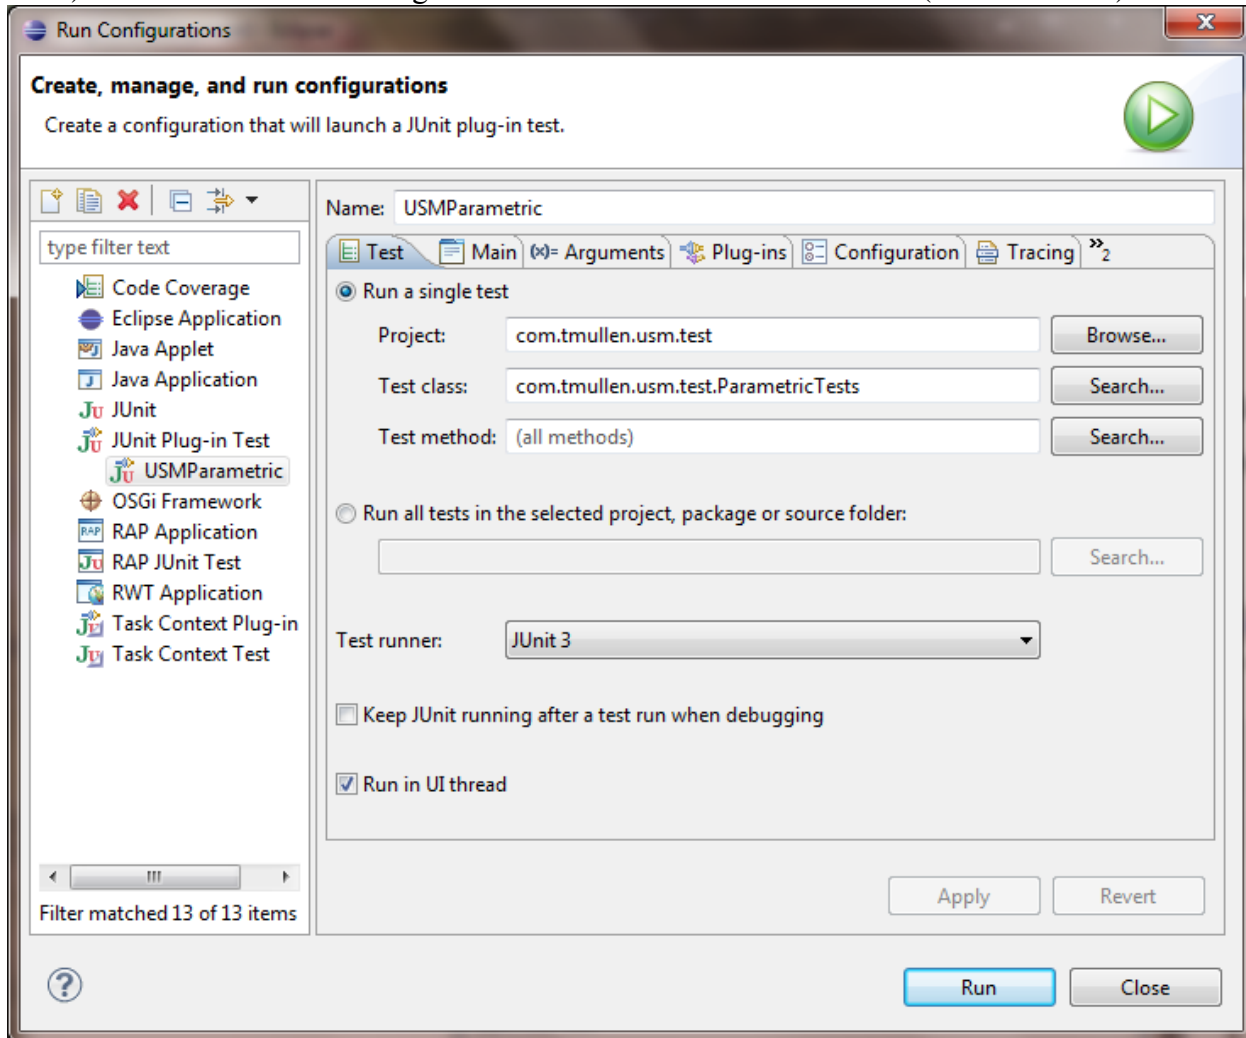 Run Configurations
Create, manage, and run configurations
Create a configuration that will launch a JUnit plug-in test.
type filter text
Code Coverage
Eclipse Application
Java Applet
Java Application
JUnit
JUnit Plug-in Test
USMParametric
OSGi Framework
RAP Application
RAP JUnit Test
RWT Application
Task Context Plug-in
Task Context Test
Filter matched 13 of 13 items
Name: USMParametric
Test Main (x)= Arguments Plug-ins Configuration Tracing »2
Run a single test
Project: com.tmullen.usm.test Browse...
Test class: com.tmullen.usm.test.ParametricTests Search...
Test method: (all methods) Search...
Run all tests in the selected project, package or source folder:
Search...
Test runner: JUnit 3
Keep JUnit running after a test run when debugging
Run in UI thread
Apply Revert
Run Close